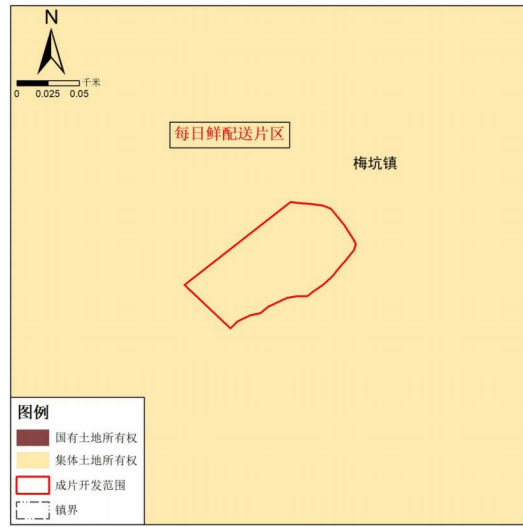 N
千米
0 0.025 0.05
每日鲜配送片区
梅坑镇
图例
国有土地所有权
集体土地所有权
成片开发范围
镇界